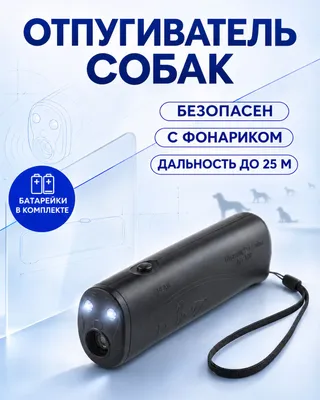 ОТПУГИВАТЕЛЬ
СОБАК
БЕЗОПАСЕН
С ФОНАРИКОМ
ДАЛЬНОСТЬ ДО 25 М
БАТАРЕЙКИ
В КОМПЛЕКТЕ